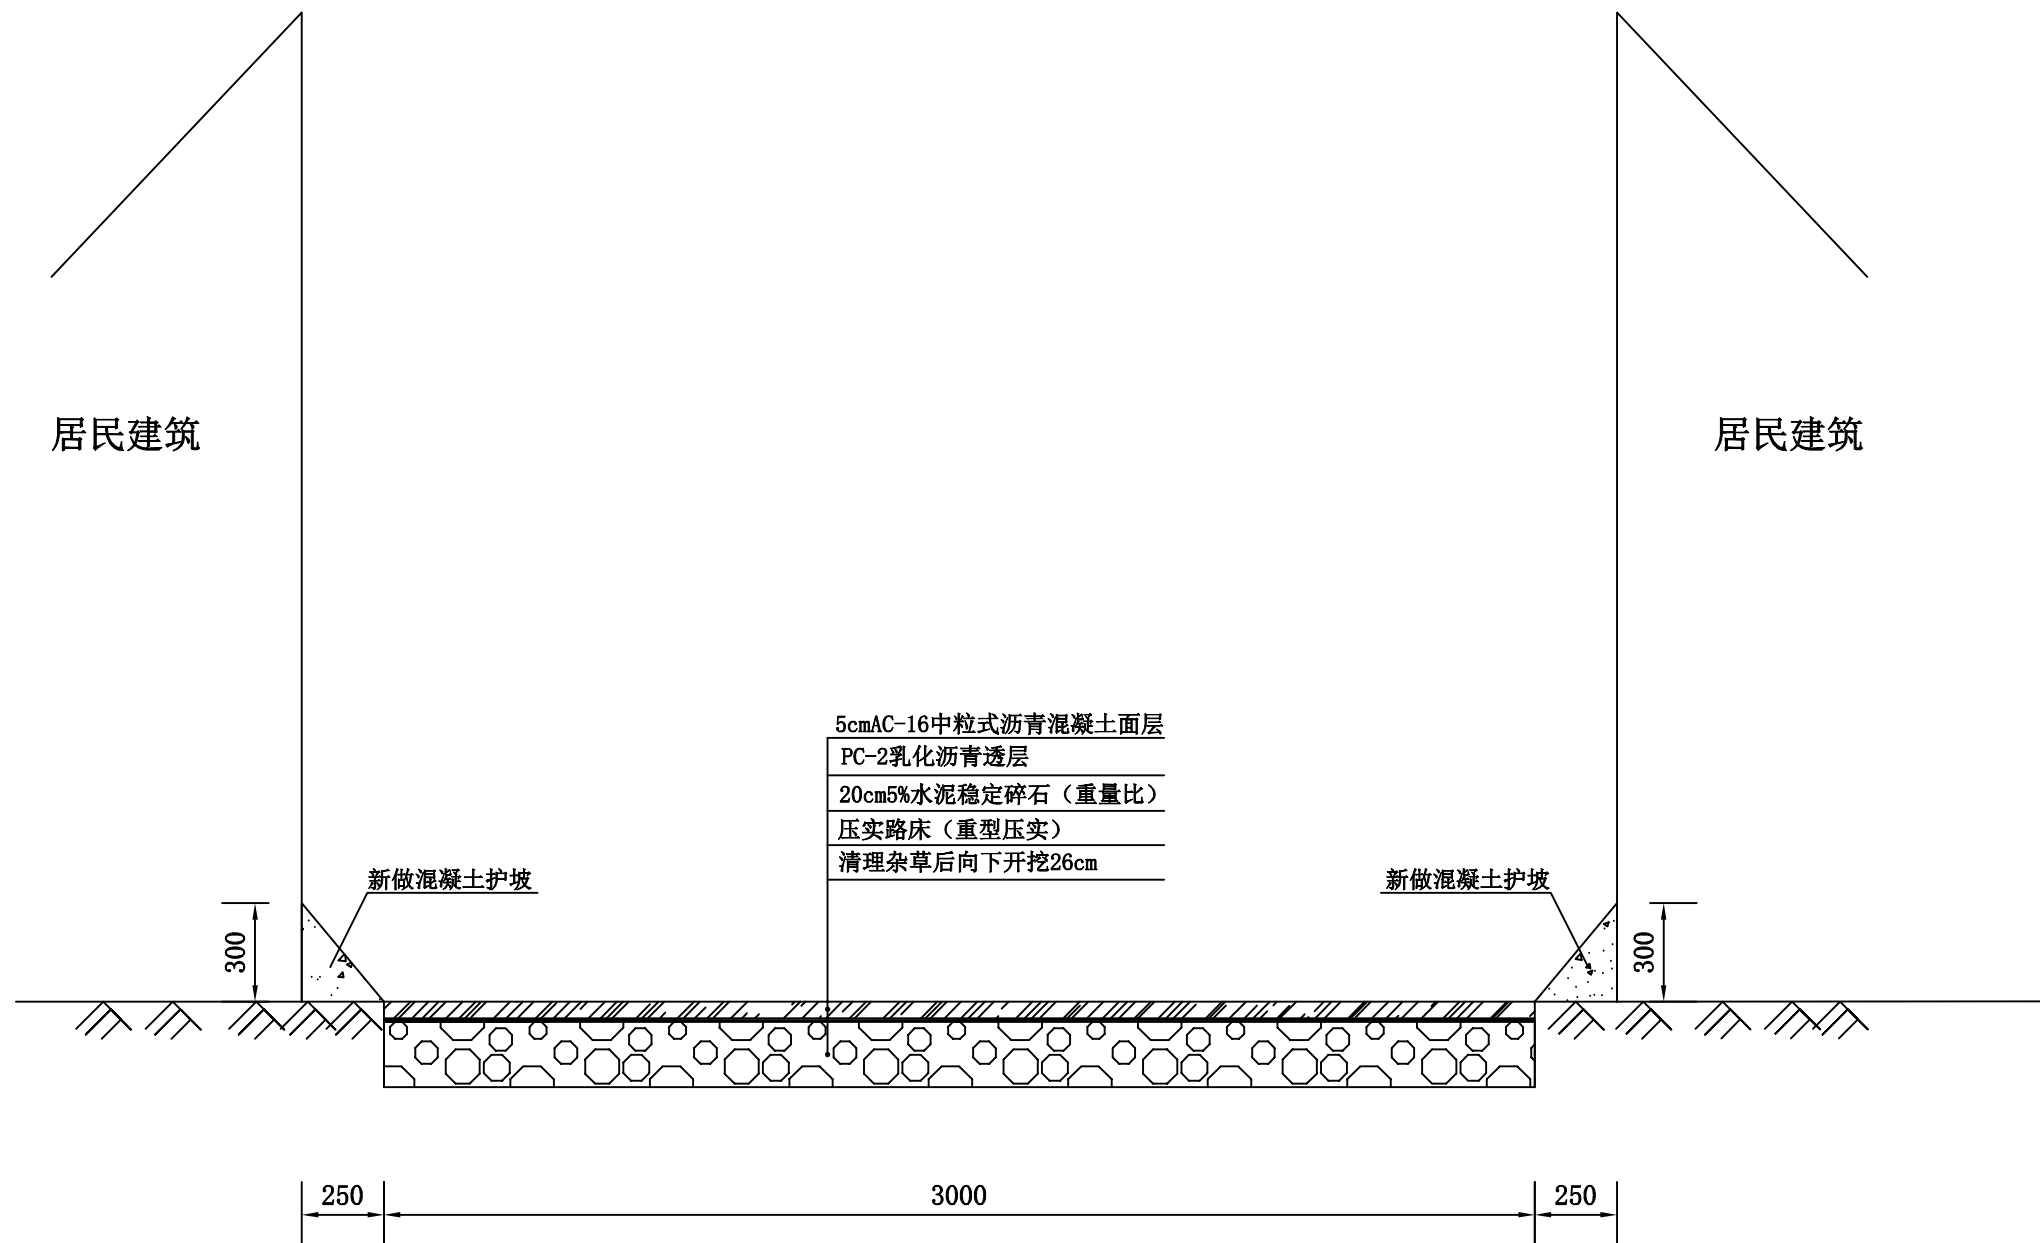 居民建筑
居民建筑
5cmAC-16中粒式沥青混凝土面层
PC-2乳化沥青透层
20cm5%水泥稳定碎石（重量比）
压实路床（重型压实）
清理杂草后向下开挖26cm
新做混凝土护坡
新做混凝土护坡
300
300
250
3000
250